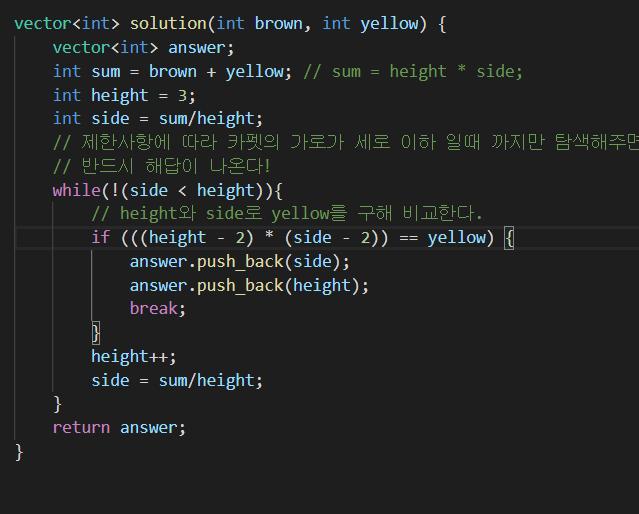 vector<int> solution(int brown, int yellow) {
    vector<int> answer;
    int sum = brown + yellow; // sum = height * side;
    int height = 3;
    int side = sum/height;
    // 제한사항에 따라 카펫의 가로가 세로 이하 일때 까지만 탐색해주면
    // 반드시 해답이 나온다!
    while(!(side < height)){
        // height와 side로 yellow를 구해 비교한다.
        if (((height - 2) * (side - 2)) == yellow) {
            answer.push_back(side);
            answer.push_back(height);
            break;
        }
        height++;
        side = sum/height;
    }
    return answer;
}